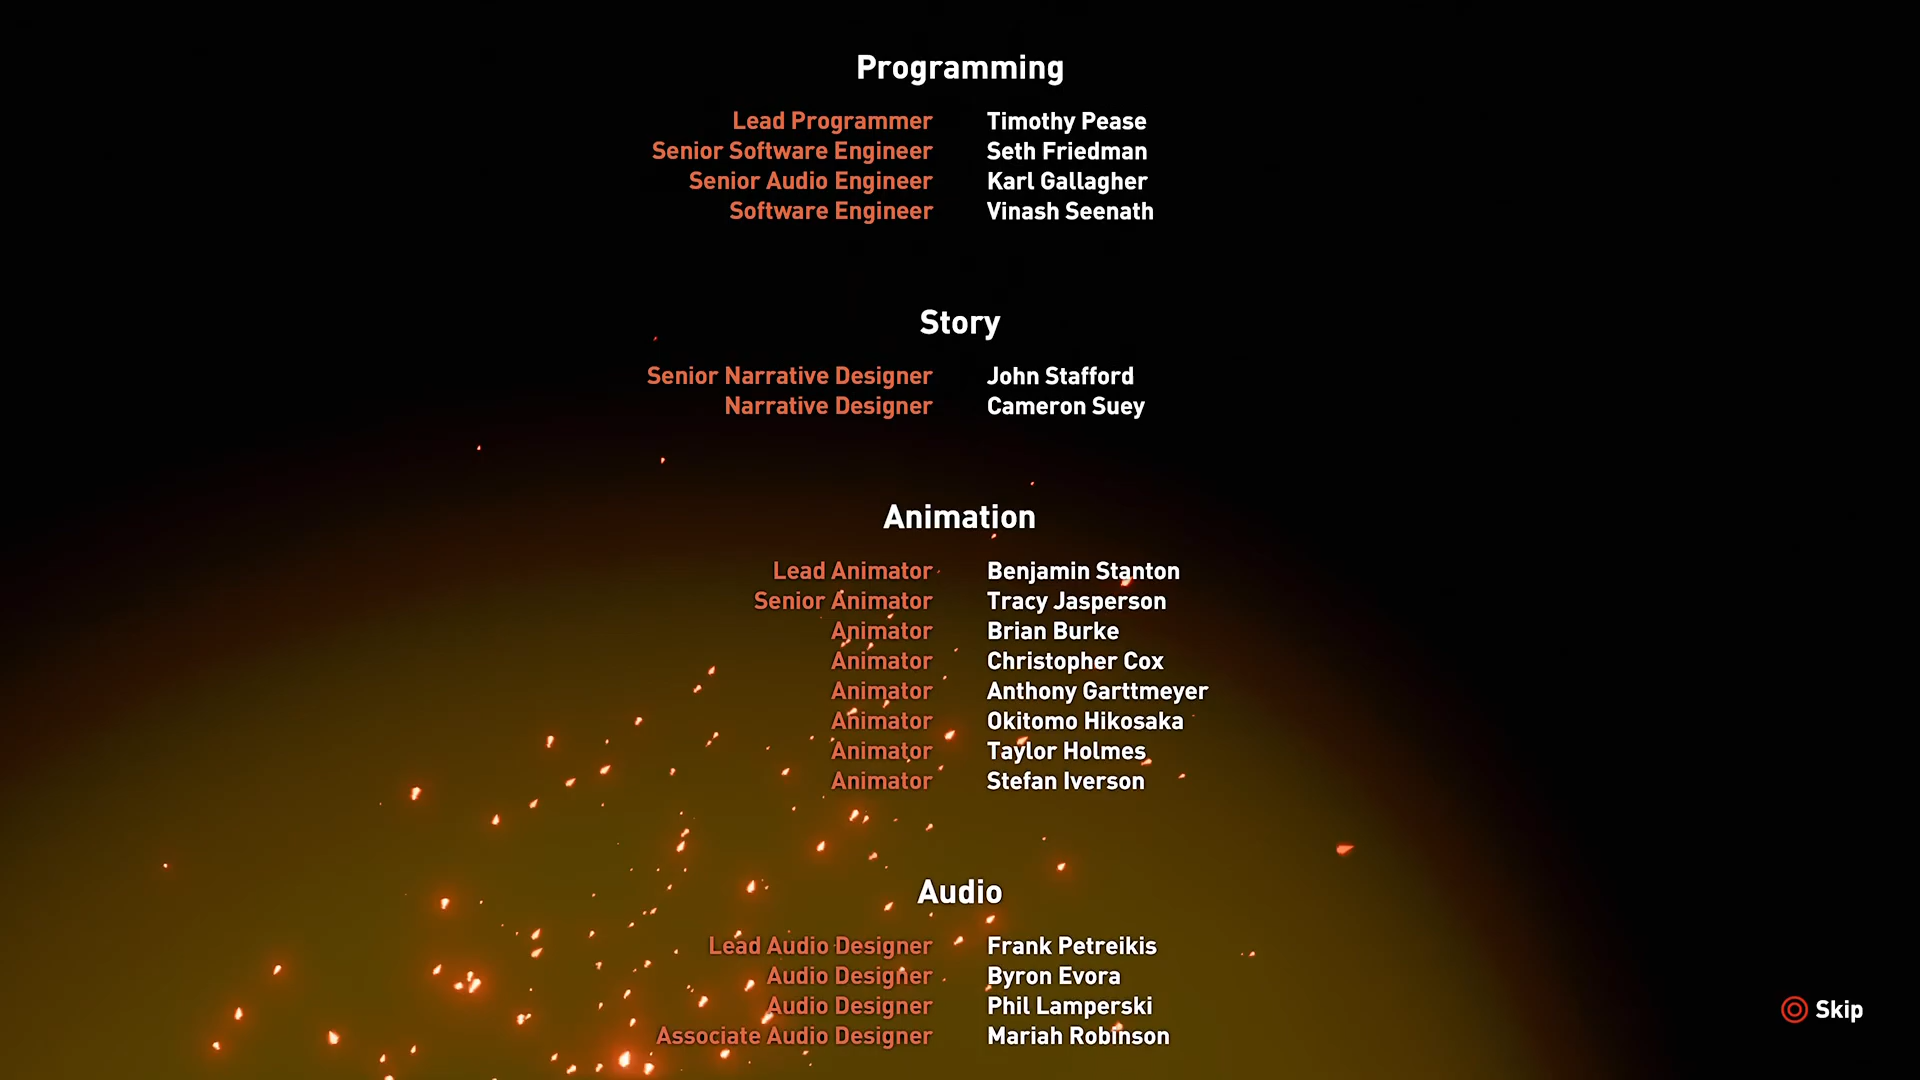 Programming
Lead Programmer Timothy Pease
Senior Software Engineer Seth Friedman
Senior Audio Engineer Karl Gallagher
Software Engineer Vinash Seenath
Story
Senior Narrative Designer John Stafford
Narrative Designer Cameron Suey
Animation
Lead Animator Benjamin Stanton
Senior Animator Tracy Jasperson
Animator Brian Burke
Animator Christopher Cox
Animator Anthony Garttmeyer
Animator Okitomo Hikosaka
Animator Taylor Holmes
Animator Stefan Iverson
Audio
Lead Audio Designer Frank Petreikis
Audio Designer Byron Evora
Audio Designer Phil Lamperski
Associate Audio Designer Mariah Robinson
Skip